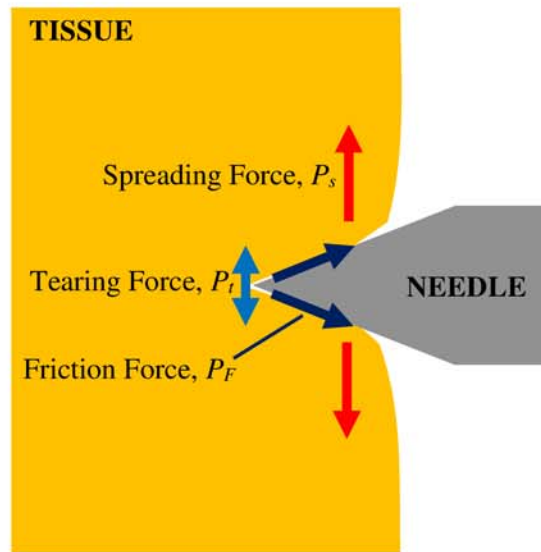 TISSUE
Spreading Force, Ps
Tearing Force, Pt
NEEDLE
Friction Force, PF